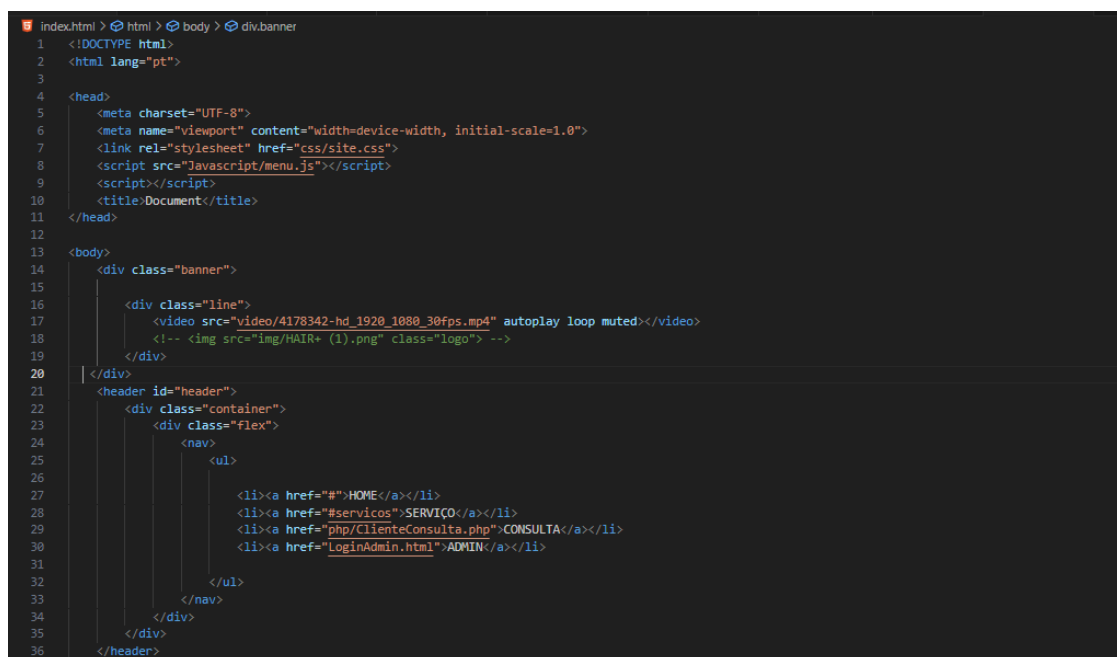 index.html > html > body > div.banner
1 <!DOCTYPE html>
2 <html lang="pt">
3
4 <head>
5 <meta charset="UTF-8">
6 <meta name="viewport" content="width=device-width, initial-scale=1.0">
7 <link rel="stylesheet" href="css/site.css">
8 <script src="Javascript/menu.js"></script>
9 <script></script>
10 <title>Document</title>
11 </head>
12
13 <body>
14 <div class="banner">
15
16 <div class="line">
17 <video src="video/4178342-hd_1920_1080_30fps.mp4" autoplay loop muted></video>
18 <!-- <img src="img/HAIR+ (1).png" class="logo"> -->
19 </div>
20 </div>
21 <header id="header">
22 <div class="container">
23 <div class="flex">
24 <nav>
25 <ul>
26
27 <li><a href="#">HOME</a></li>
28 <li><a href="#servicos">SERVIÇO</a></li>
29 <li><a href="php/ClienteConsulta.php">CONSULTA</a></li>
30 <li><a href="LoginAdmin.html">ADMIN</a></li>
31
32 </ul>
33 </nav>
34 </div>
35 </div>
36 </header>